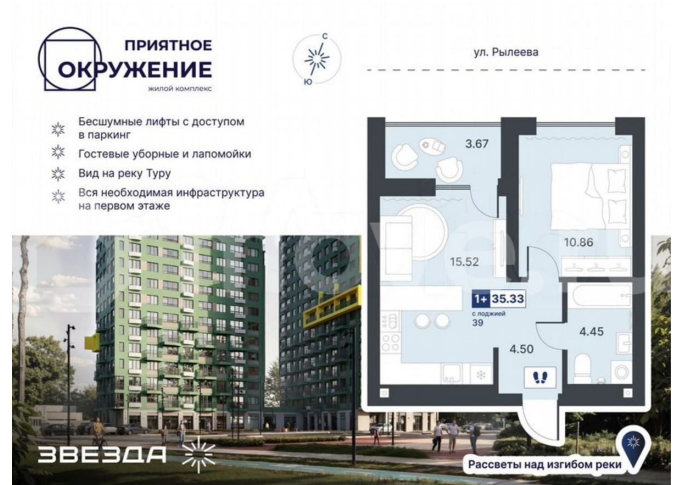 ПРИЯТНОЕ
ОКРУЖЕНИЕ
ЖИЛОЙ КОМПЛЕКС
С
Ю
ул. Рылеева
Бесшумные лифты с доступом
в паркинг
Гостевые уборные и лапомойки
Вид на реку Туру
Вся необходимая инфраструктура
на первом этаже
3.67
10.86
15.52
1+ 35.33
с лоджией
39
4.45
4.50
ЗВЕЗДА
Рассветы над изгибом реки